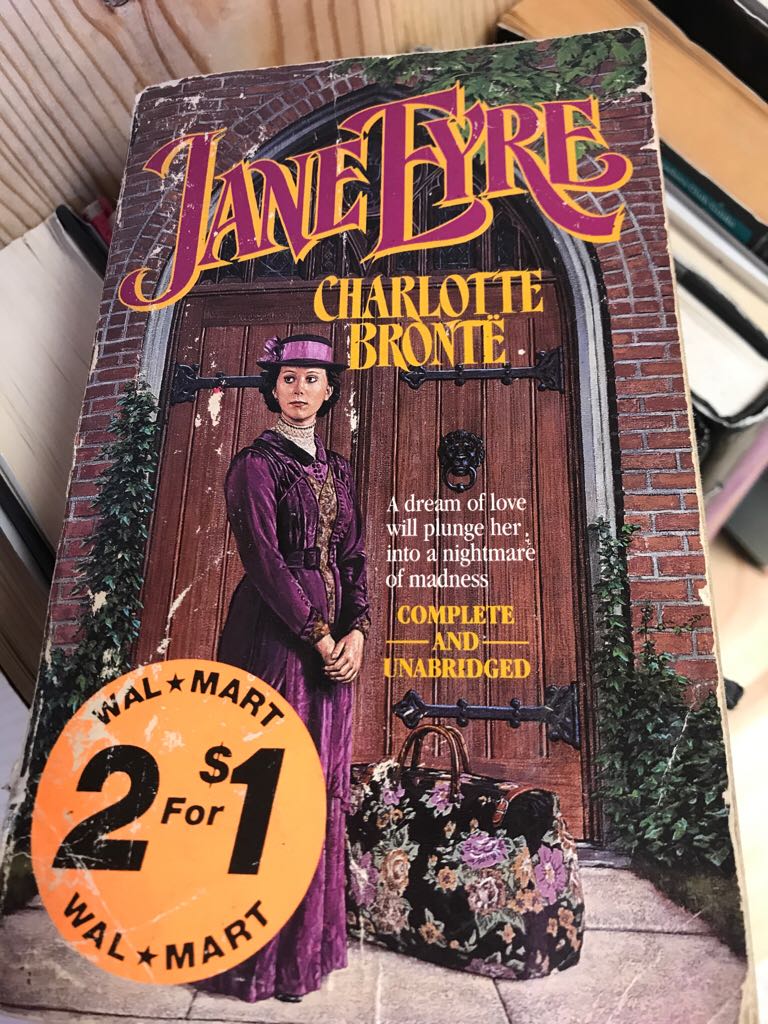 JANE EYRE
CHARLOTTE
BRONTË
A dream of love
will plunge her
into a nightmare
of madness
COMPLETE
AND
UNABRIDGED
WAL★MART
2 For $1
WAL★MART